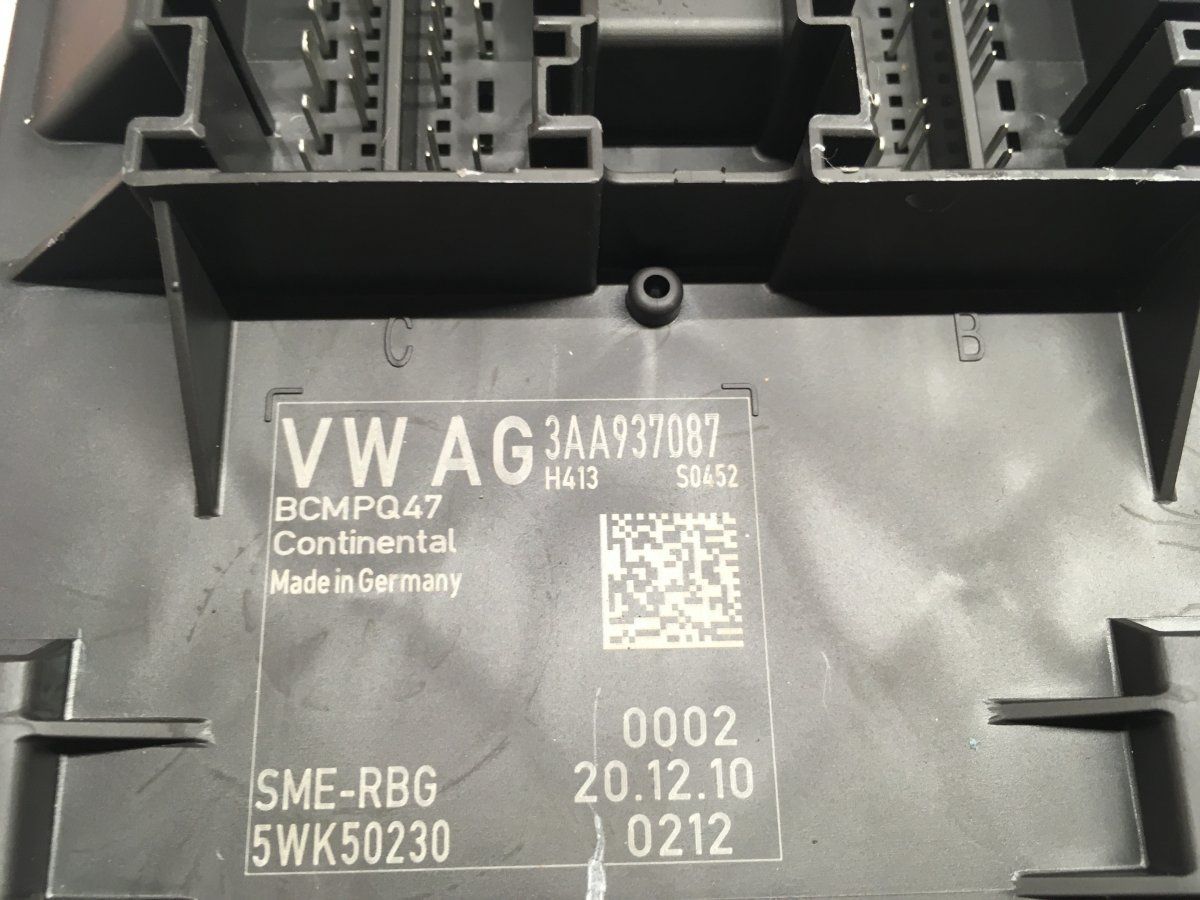 C
B
VW AG 3AA937087
H413 S0452
BCMPQ47
Continental
Made in Germany
0002
SME-RBG 20.12.10
5WK50230 0212